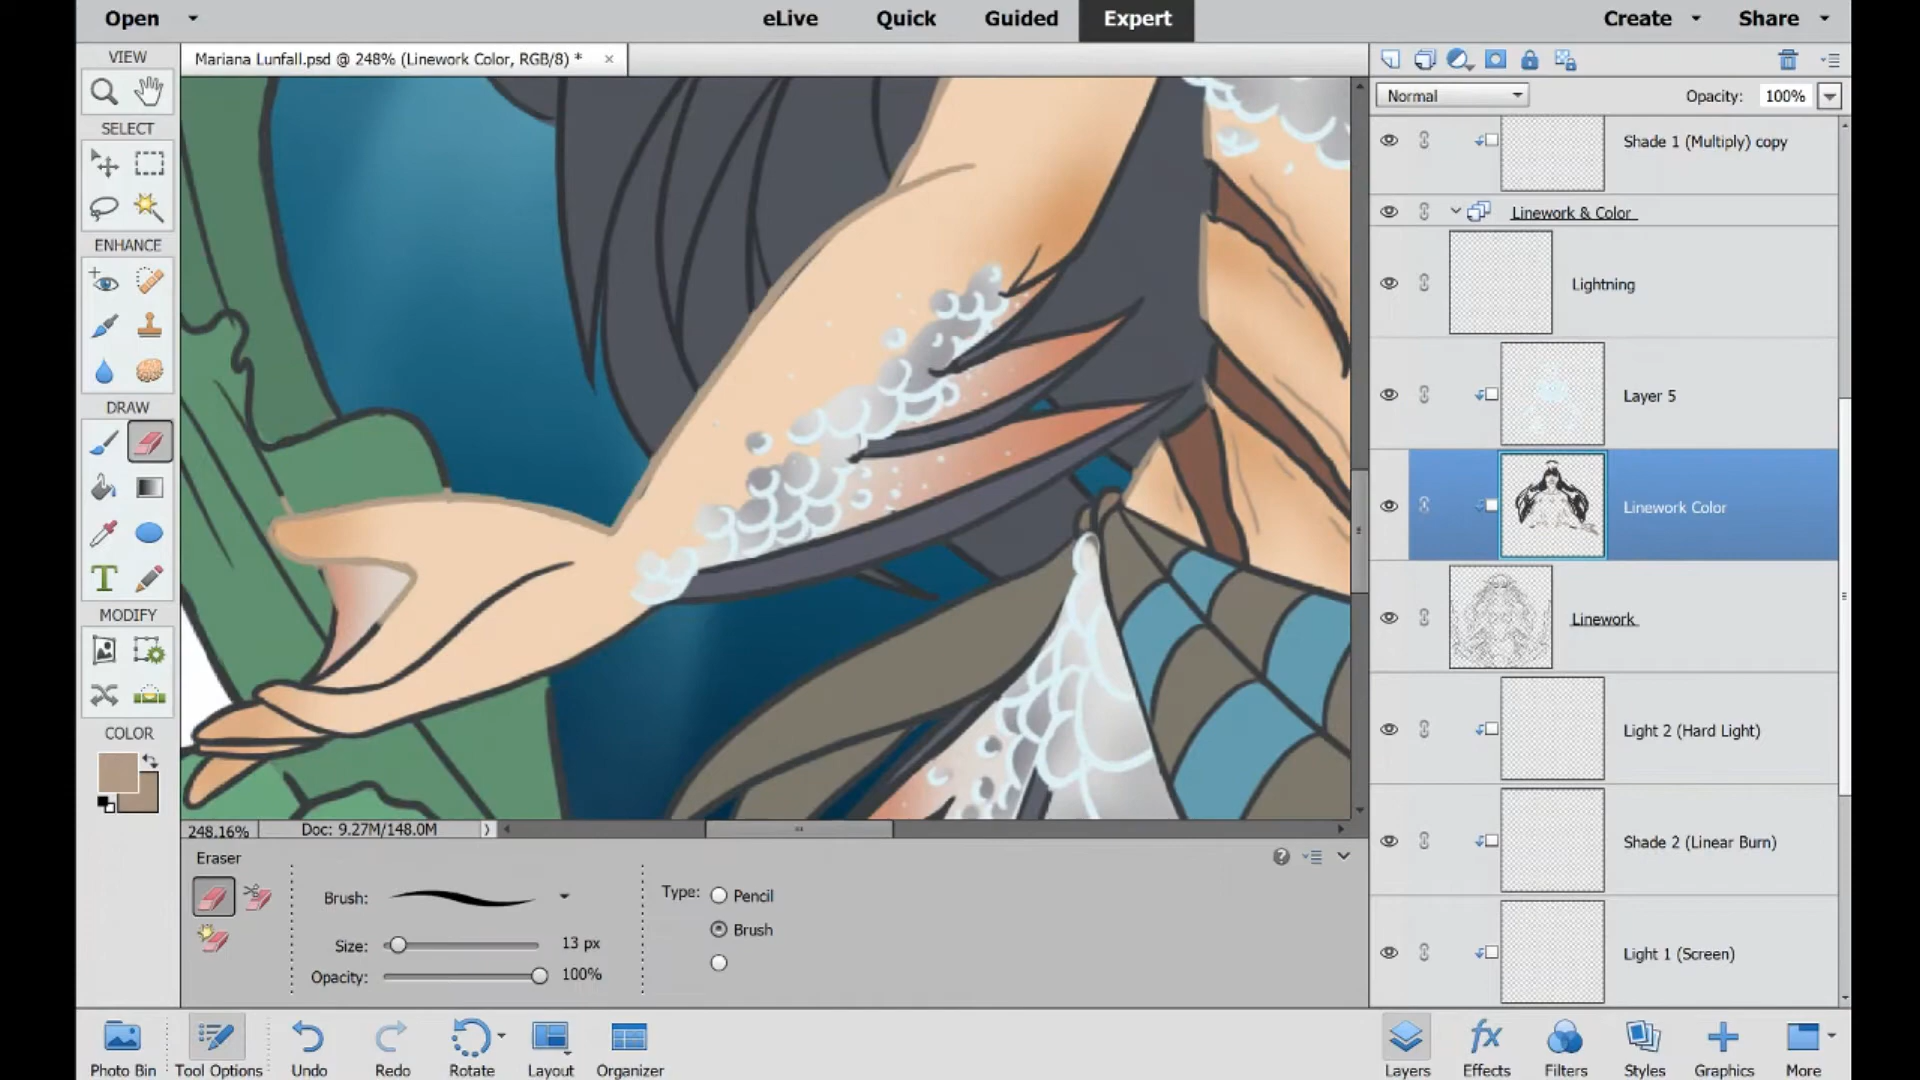 Open eLive Quick Guided Expert Create Share
VIEW
Mariana Lunfall.psd @ 248% (Linework Color, RGB/8) *
Normal Opacity: 100%
SELECT
Shade 1 (Multiply) copy
Linework & Color
ENHANCE
Lightning
Layer 5
DRAW
Linework Color
T
MODIFY
Linework
COLOR
Light 2 (Hard Light)
248.16% Doc: 9.27M/148.0M
Shade 2 (Linear Burn)
Eraser
Brush:
Type: Pencil
Brush
Size: 13 px
Opacity: 100%
Light 1 (Screen)
fx
Photo Bin Tool Options Undo Redo Rotate Layout Organizer Layers Effects Filters Styles Graphics More